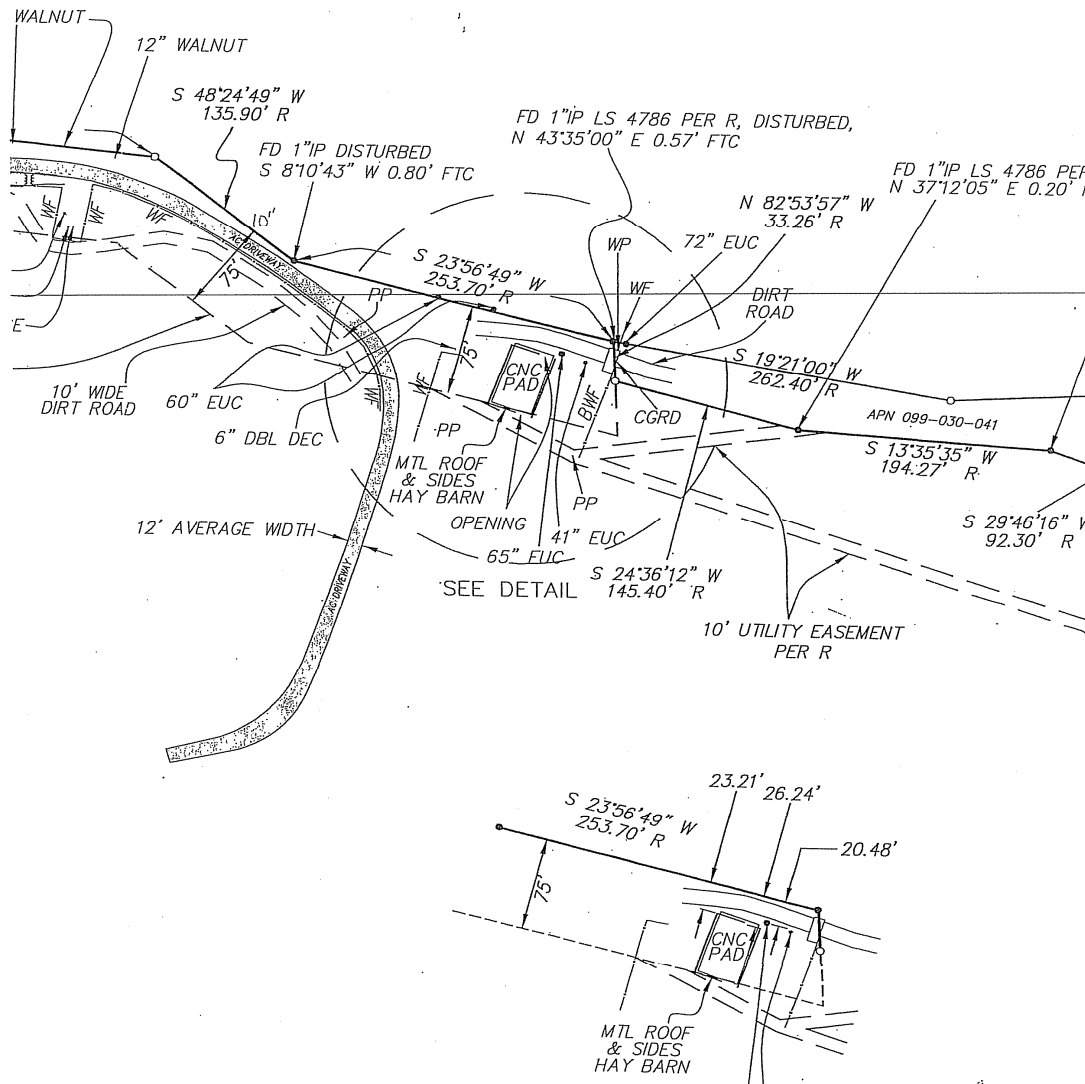 WALNUT
12" WALNUT
S 48°24'49" W
135.90' R
FD 1"IP DISTURBED
S 8°10'43" W 0.80' FTC
FD 1"IP LS 4786 PER R, DISTURBED,
N 43°35'00" E 0.57' FTC
FD 1"IP LS 4786 PER
N 37°12'05" E 0.20'
N 82°53'57" W
33.26' R
WP
72" EUC
WF
DIRT
ROAD
10"
AC DRIVEWAY
75'
WF
WF
WF
S 23°56'49" W
253.70' R
PP
S 19°21'00" W
262.40' R
APN 099-030-041
S 13°35'35" W
194.27' R
E
10' WIDE
DIRT ROAD
60" EUC
6" DBL DEC
WF
75'
WF
CNC
PAD
BWF
CGRD
PP
MTL ROOF
& SIDES
HAY BARN
OPENING
PP
41" EUC
65" EUC
S 29°46'16" W
92.30' R
12' AVERAGE WIDTH
AC DRIVEWAY
SEE DETAIL
S 24°36'12" W
145.40' R
10' UTILITY EASEMENT
PER R
S 23°56'49" W
253.70' R
23.21'
26.24'
20.48'
75'
CNC
PAD
MTL ROOF
& SIDES
HAY BARN